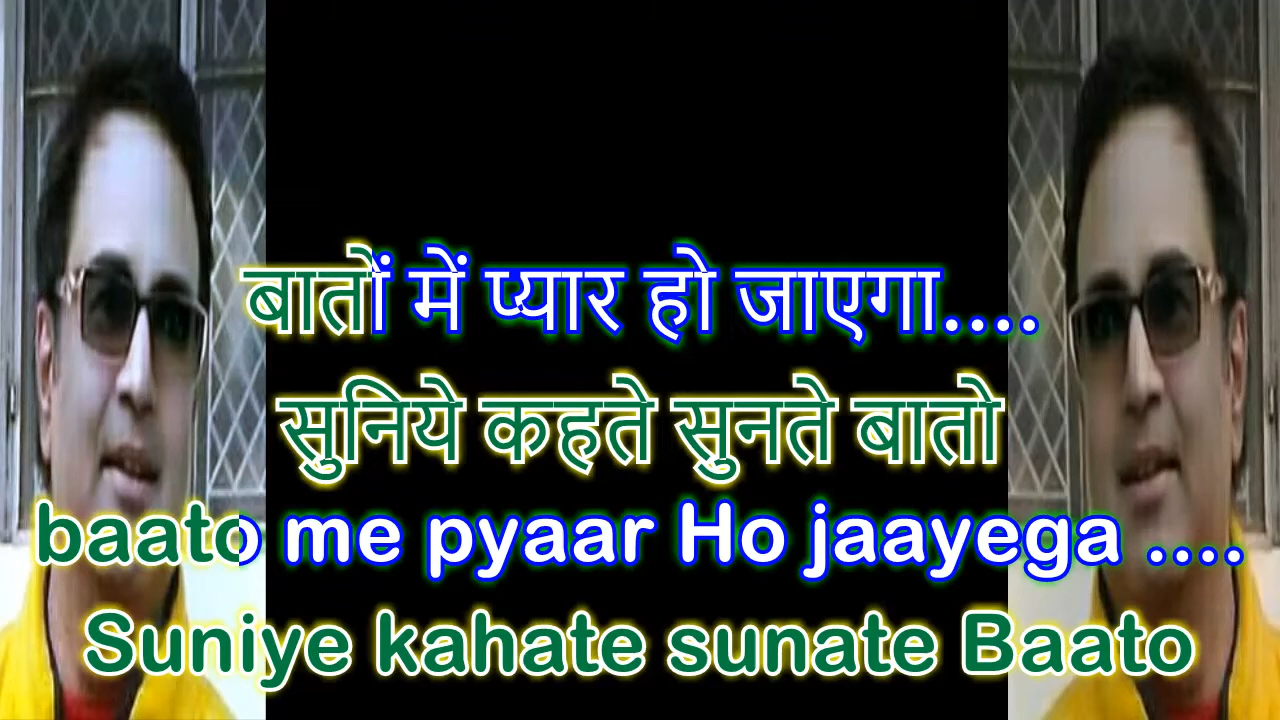 बातों में प्यार हो जाएगा....
सुनिये कहते सुनते बातो
baato me pyaar Ho jaayega ....
Suniye kahate sunate Baato